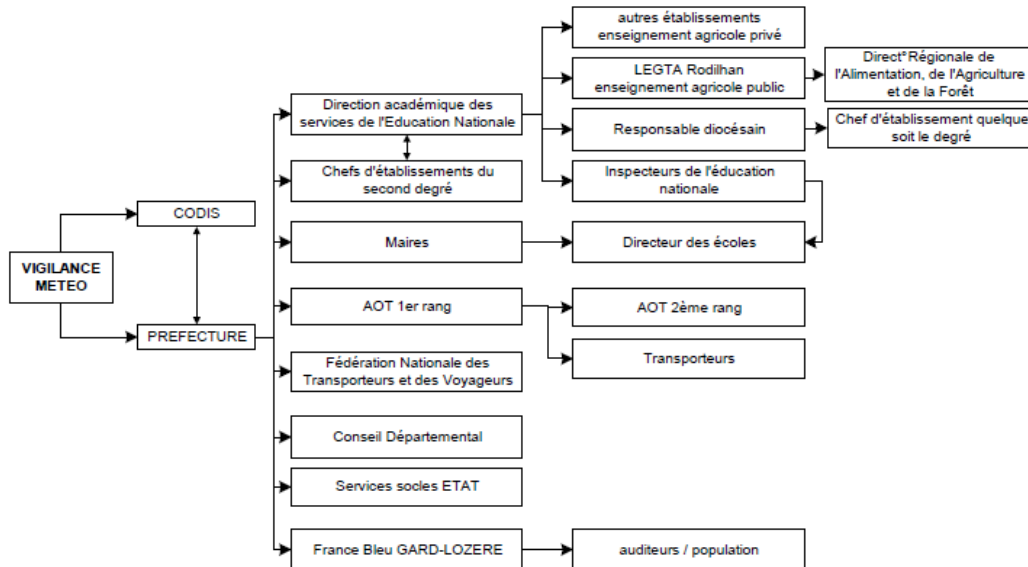 autres établissements
enseignement agricole privé
LEGTA Rodilhan
enseignement agricole public
Direct°Régionale de
l'Alimentation, de l'Agriculture
et de la Forêt
Direction académique des
services de l'Education Nationale
Responsable diocésain
Chef d'établissement quelque
soit le degré
Chefs d'établissements du
second degré
Inspecteurs de l'éducation
nationale
CODIS
Maires
Directeur des écoles
VIGILANCE
METEO
PREFECTURE
AOT 1er rang
AOT 2ème rang
Transporteurs
Fédération Nationale des
Transporteurs et des Voyageurs
Conseil Départemental
Services socles ETAT
France Bleu GARD-LOZERE
auditeurs / population